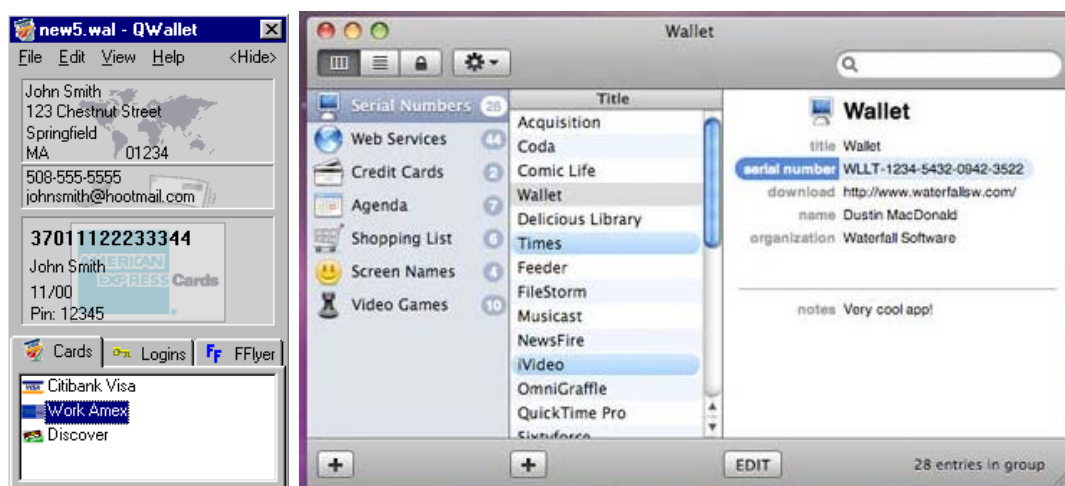 new5.wal - QWallet
File Edit View Help <Hide>
John Smith
123 Chestnut Street
Springfield
MA 01234
508-555-5555
johnsmith@hootmail.com
37011122233344
AMERICAN
John Smith
EXPRESS Cards
11/00
Pin: 12345
Cards Logins FF FFlyer
VISA Citibank Visa
Work Amex
Discover
Wallet
Serial Numbers 28
Web Services 44
Credit Cards 2
Agenda 7
Shopping List
Screen Names 4
Video Games 10
Title
Acquisition
Coda
Comic Life
Wallet
Delicious Library
Times
Feeder
FileStorm
Musicast
NewsFire
iVideo
OmniGraffle
QuickTime Pro
Sixtyforce
Wallet
title Wallet
serial number WLLT-1234-5432-0942-3522
download http://www.waterfallsw.com/
name Dustin MacDonald
organization Waterfall Software
notes Very cool app!
EDIT
28 entries in group